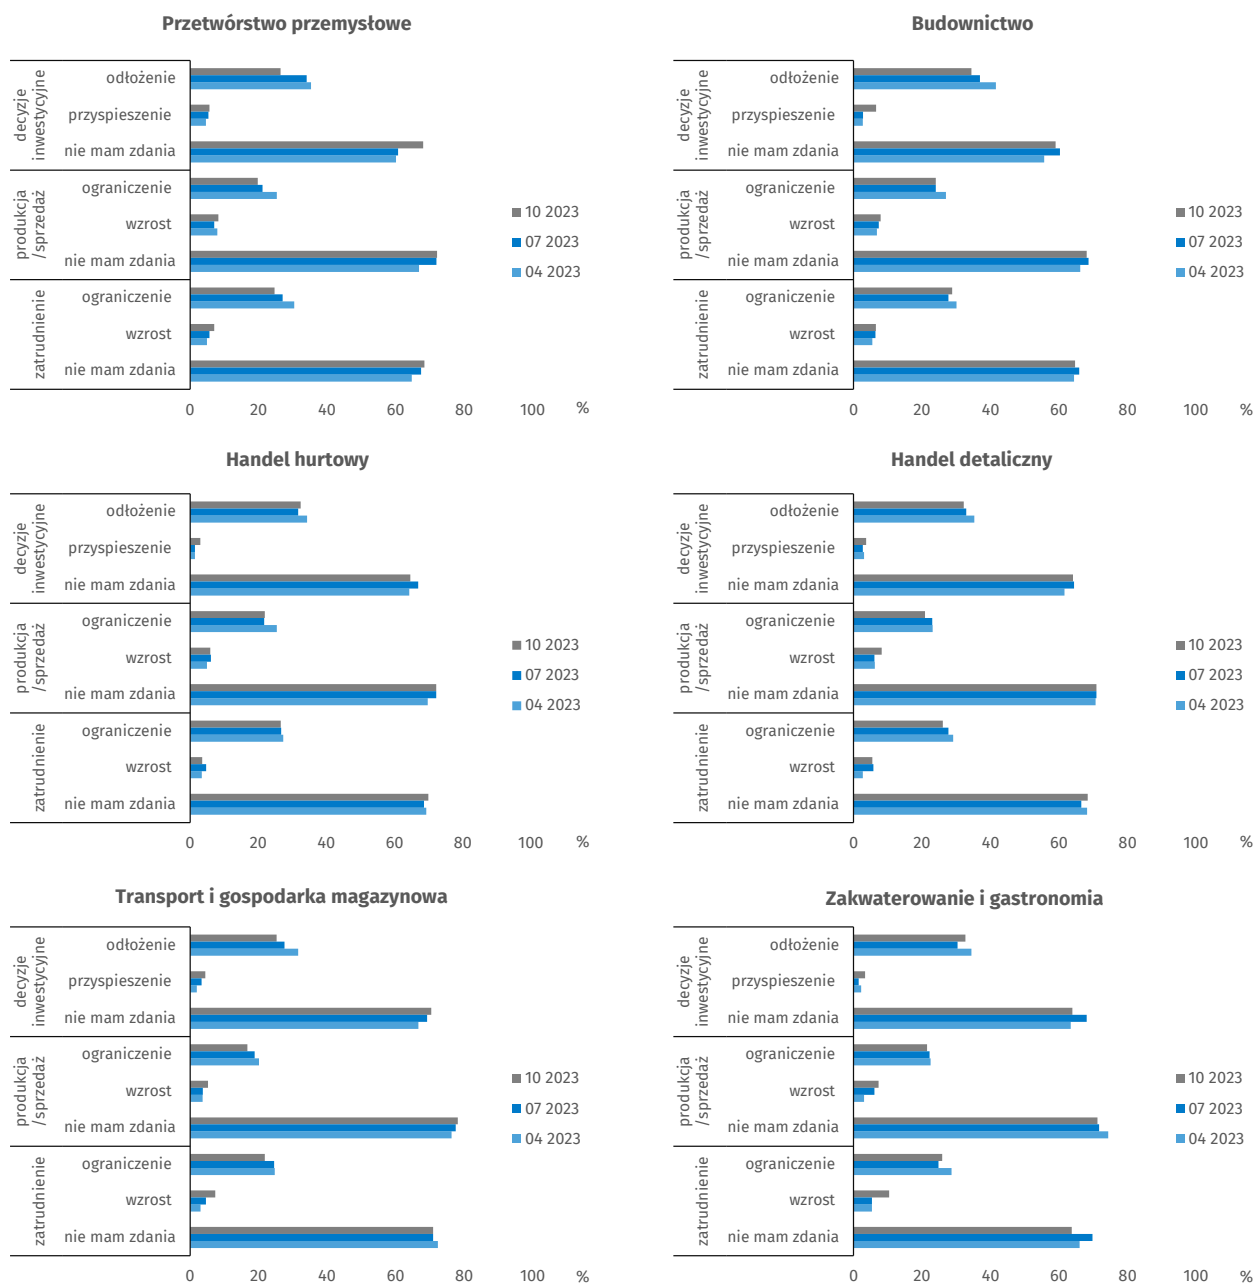 Przetwórstwo przemysłowe
decyzje
inwestycyjne
odłożenie
przyspieszenie
nie mam zdania
produkcja
/sprzedaż
ograniczenie
wzrost
nie mam zdania
zatrudnienie
ograniczenie
wzrost
nie mam zdania
10 2023
07 2023
04 2023
0 20 40 60 80 100 %
Budownictwo
decyzje
inwestycyjne
odłożenie
przyspieszenie
nie mam zdania
produkcja
/sprzedaż
ograniczenie
wzrost
nie mam zdania
zatrudnienie
ograniczenie
wzrost
nie mam zdania
10 2023
07 2023
04 2023
0 20 40 60 80 100 %
Handel hurtowy
decyzje
inwestycyjne
odłożenie
przyspieszenie
nie mam zdania
produkcja
/sprzedaż
ograniczenie
wzrost
nie mam zdania
zatrudnienie
ograniczenie
wzrost
nie mam zdania
10 2023
07 2023
04 2023
0 20 40 60 80 100 %
Handel detaliczny
decyzje
inwestycyjne
odłożenie
przyspieszenie
nie mam zdania
produkcja
/sprzedaż
ograniczenie
wzrost
nie mam zdania
zatrudnienie
ograniczenie
wzrost
nie mam zdania
10 2023
07 2023
04 2023
0 20 40 60 80 100 %
Transport i gospodarka magazynowa
decyzje
inwestycyjne
odłożenie
przyspieszenie
nie mam zdania
produkcja
/sprzedaż
ograniczenie
wzrost
nie mam zdania
zatrudnienie
ograniczenie
wzrost
nie mam zdania
10 2023
07 2023
04 2023
0 20 40 60 80 100 %
Zakwaterowanie i gastronomia
decyzje
inwestycyjne
odłożenie
przyspieszenie
nie mam zdania
produkcja
/sprzedaż
ograniczenie
wzrost
nie mam zdania
zatrudnienie
ograniczenie
wzrost
nie mam zdania
10 2023
07 2023
04 2023
0 20 40 60 80 100 %